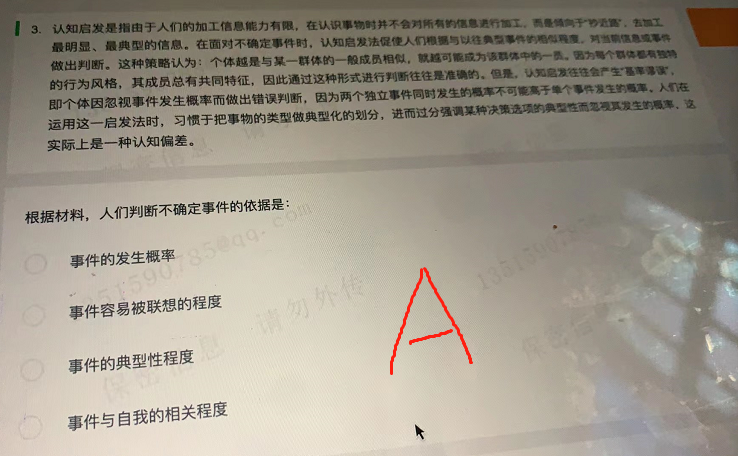 3. 认知启发是指由于人们的加工信息能力有限，在认识事物时并不会对所有的信息进行加工，而是倾向于“抄近路”，去加工
最明显、最典型的信息。在面对不确定事件时，认知启发法促使人们根据与以往典型事件的相似程度，对当前信息或事件
做出判断。这种策略认为：个体越是与某一群体的一般成员相似，就越可能成为该群体中的一员。因为每个群体都有独特
的行为风格，其成员总有共同特征，因此通过这种形式进行判断往往是准确的。但是，认知启发往往会产生“基率谬误”，
即个体因忽视事件发生概率而做出错误判断，因为两个独立事件同时发生的概率不可能高于单个事件发生的概率。人们在
运用这一启发法时，习惯于把事物的类型做典型化的划分，进而过分强调某种决策选项的典型性而忽视其发生的概率，这
实际上是一种认知偏差。
根据材料，人们判断不确定事件的依据是：
事件的发生概率
事件容易被联想的程度
事件的典型性程度
事件与自我的相关程度
A
请勿外传
保密信息